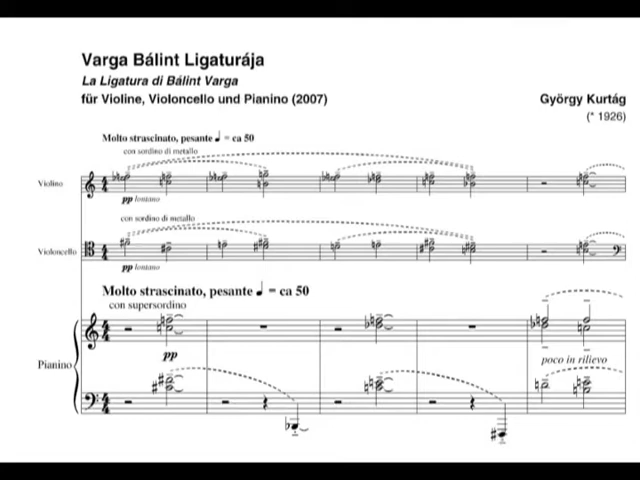 Varga Bálint Ligaturája
La Ligatura di Bálint Varga
für Violine, Violoncello und Pianino (2007)
György Kurtág
(* 1926)
Molto strascinato, pesante ♩ = ca 50
con sordino di metallo
Violino
pp lontano
con sordino di metallo
Violoncello
pp lontano
Molto strascinato, pesante ♩ = ca 50
con supersordino
Pianino
pp
poco in rilievo